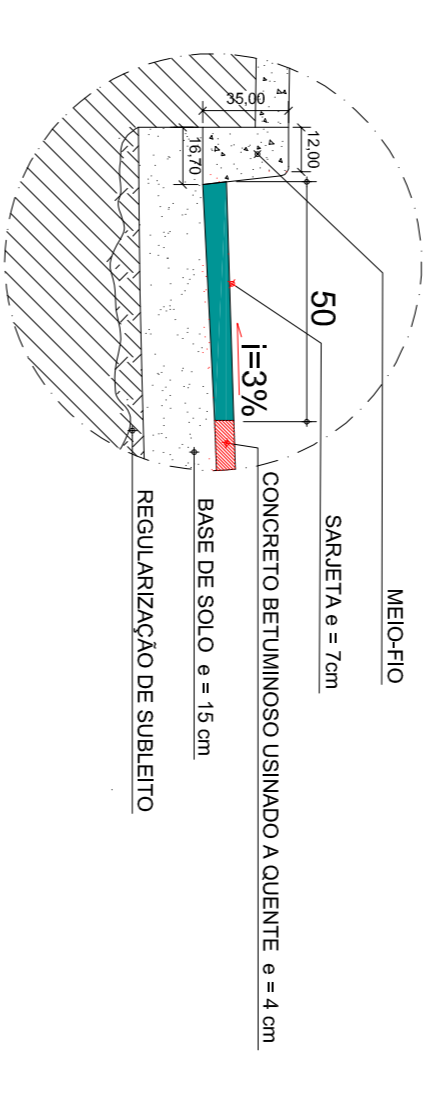 MEIO-FIO
SARJETA e = 7cm
CONCRETO BETUMINOSO USINADO A QUENTE e = 4 cm
BASE DE SOLO e = 15 cm
REGULARIZAÇÃO DE SUBLEITO
50
i=3%
12,00
35,00
16,70